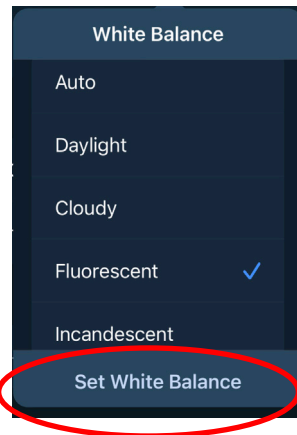 White Balance
Auto
Daylight
Cloudy
Fluorescent
Incandescent
Set White Balance